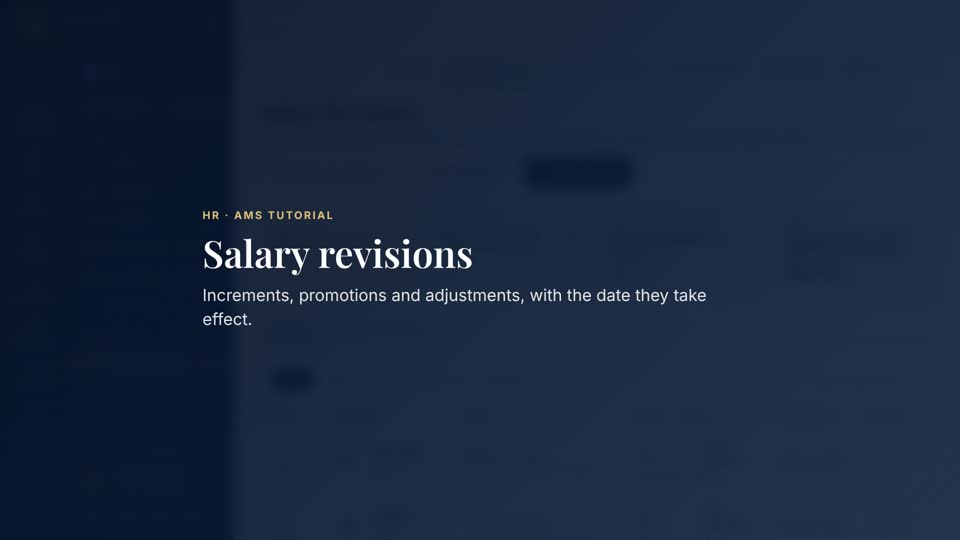 HR · AMS TUTORIAL
Salary revisions
Increments, promotions and adjustments, with the date they take
effect.